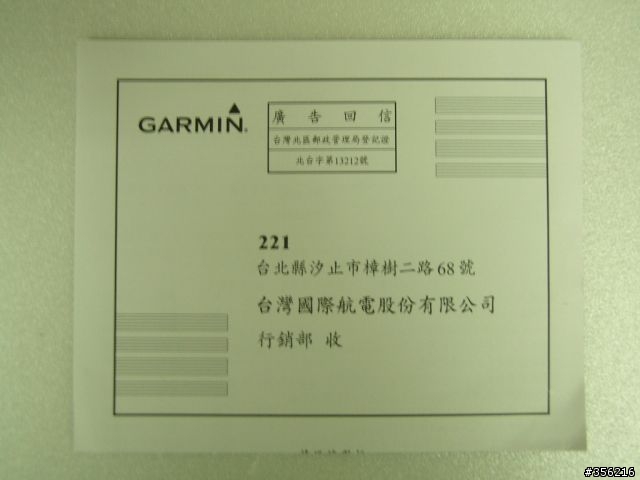 GARMIN
廣告回信
台灣北區郵政管理局登記證
北台字第13212號
221
台北縣汐止市樟樹二路68號
台灣國際航電股份有限公司
行銷部 收
#356216